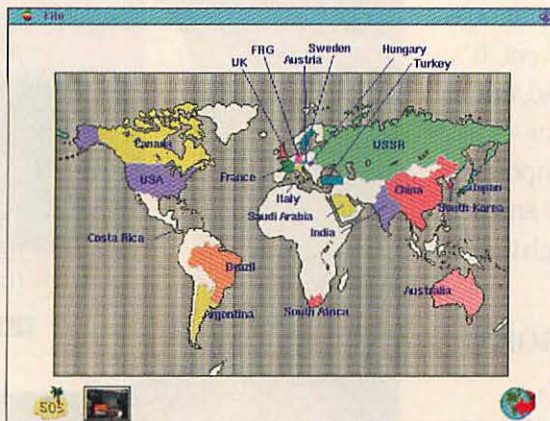 File
FRG
Sweden
Hungary
UK
Austria
Turkey
Canada
USSR
USA
France
China
Japan
Italy
South Korea
Saudi Arabia
India
Costa Rica
Brazil
Australia
Argentina
South Africa
SOS